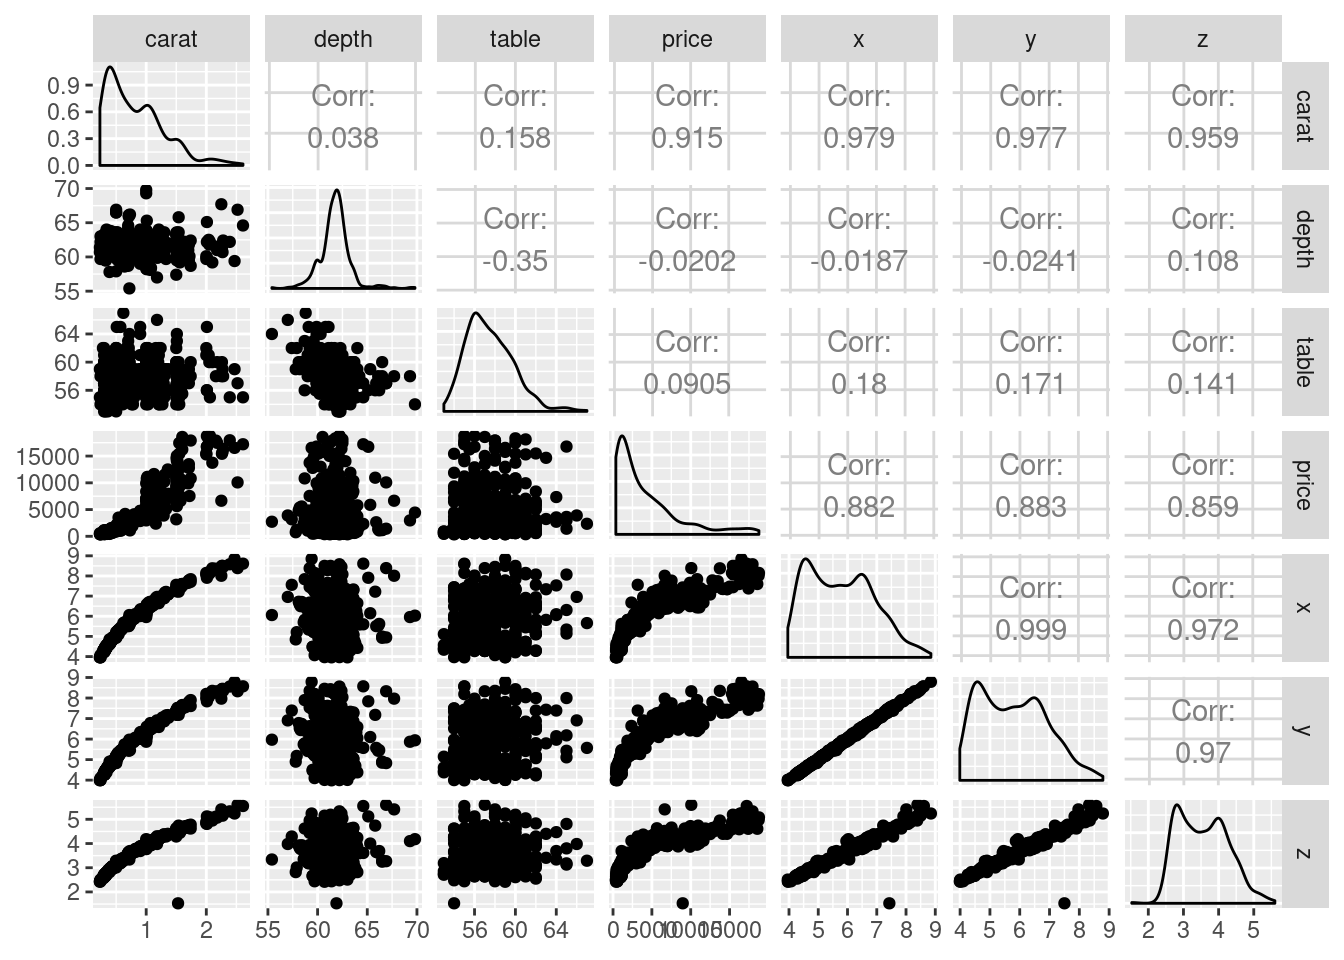 carat depth table price x y z
0.9
0.6
0.3
0.0
Corr: Corr: Corr: Corr: Corr: Corr:
0.038 0.158 0.915 0.979 0.977 0.959
carat
70
65
60
55
Corr: Corr: Corr: Corr: Corr:
-0.35 -0.0202 -0.0187 -0.0241 0.108
depth
64
60
56
Corr: Corr: Corr: Corr:
0.0905 0.18 0.171 0.141
table
15000
10000
5000
0
Corr: Corr: Corr:
0.882 0.883 0.859
price
9
8
7
6
5
4
Corr: Corr:
0.999 0.972
x
9
8
7
6
5
4
Corr:
0.97
y
5
4
3
2
z
1 2 55 60 65 70 56 60 64 0 5000 10000 15000 4 5 6 7 8 9 4 5 6 7 8 9 2 3 4 5